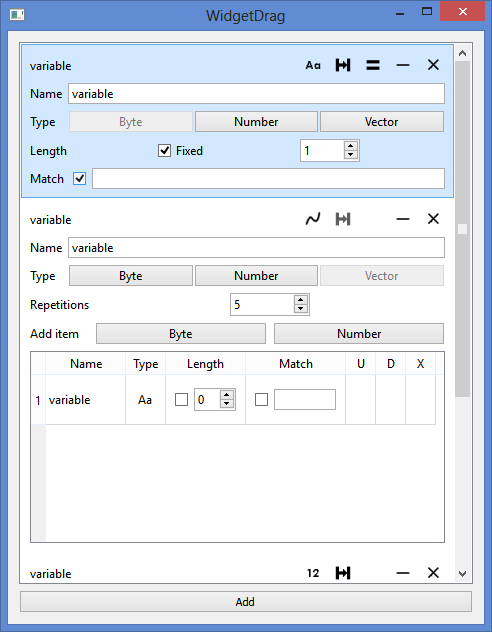 WidgetDrag
variable Aa
Name variable
Type Byte Number Vector
Length Fixed 1
Match
variable
Name variable
Type Byte Number Vector
Repetitions 5
Add item Byte Number
Name Type Length Match U D X
1 variable Aa 0
variable 12
Add